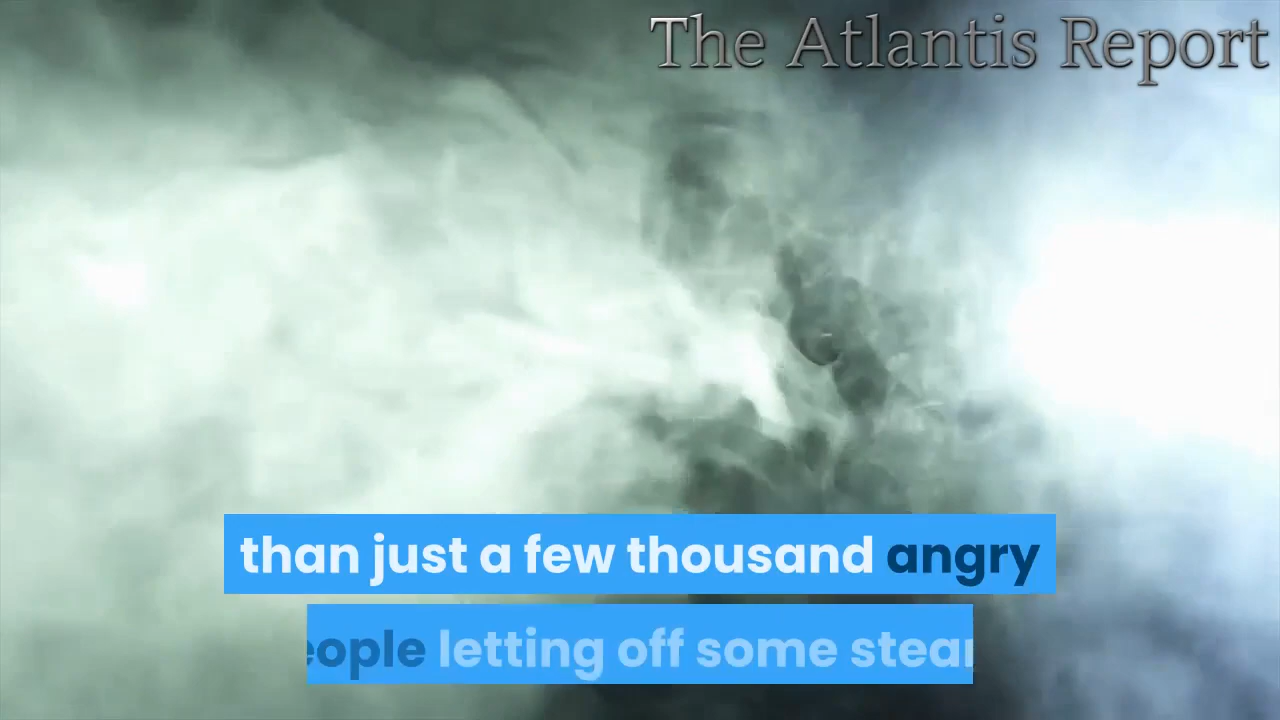 The Atlantis Report
than just a few thousand angry
letting off some